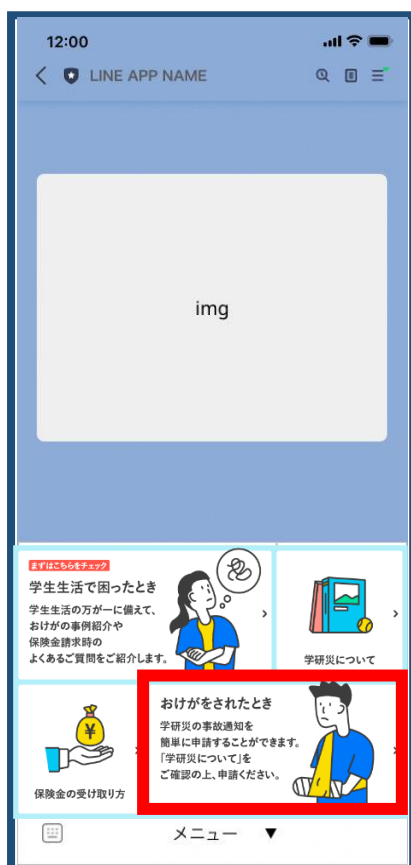 12:00
LINE APP NAME
img
まずはこちらをチェック
学生生活で困ったとき
学生生活の万が一に備えて、
おけがの事例紹介や
保険金請求時の
よくあるご質問をご紹介します。
学研災について
¥
保険金の受け取り方
おけがをされたとき
学研災の事故通知を
簡単に申請することができます。
「学研災について」を
ご確認の上、申請ください。
メニュー ▼